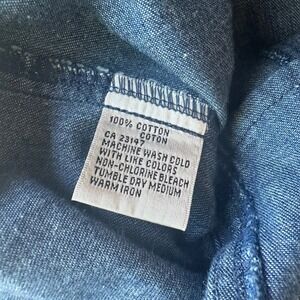 100% COTTON
COTON
CA 23147
MACHINE WASH COLD
WITH LIKE COLORS
NON-CHLORINE BLEACH
TUMBLE DRY MEDIUM
WARM IRON